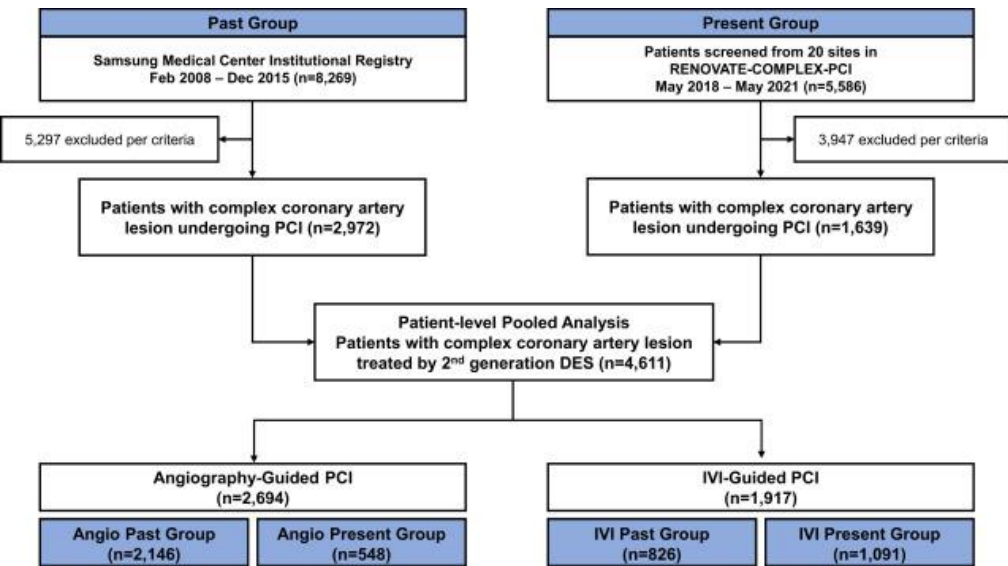 Past Group
Samsung Medical Center Institutional Registry
Feb 2008 – Dec 2015 (n=8,269)
Present Group
Patients screened from 20 sites in
RENOVATE-COMPLEX-PCI
May 2018 – May 2021 (n=5,586)
5,297 excluded per criteria
3,947 excluded per criteria
Patients with complex coronary artery
lesion undergoing PCI (n=2,972)
Patients with complex coronary artery
lesion undergoing PCI (n=1,639)
Patient-level Pooled Analysis
Patients with complex coronary artery lesion
treated by 2nd generation DES (n=4,611)
Angiography-Guided PCI
(n=2,694)
IVI-Guided PCI
(n=1,917)
Angio Past Group
(n=2,146)
Angio Present Group
(n=548)
IVI Past Group
(n=826)
IVI Present Group
(n=1,091)